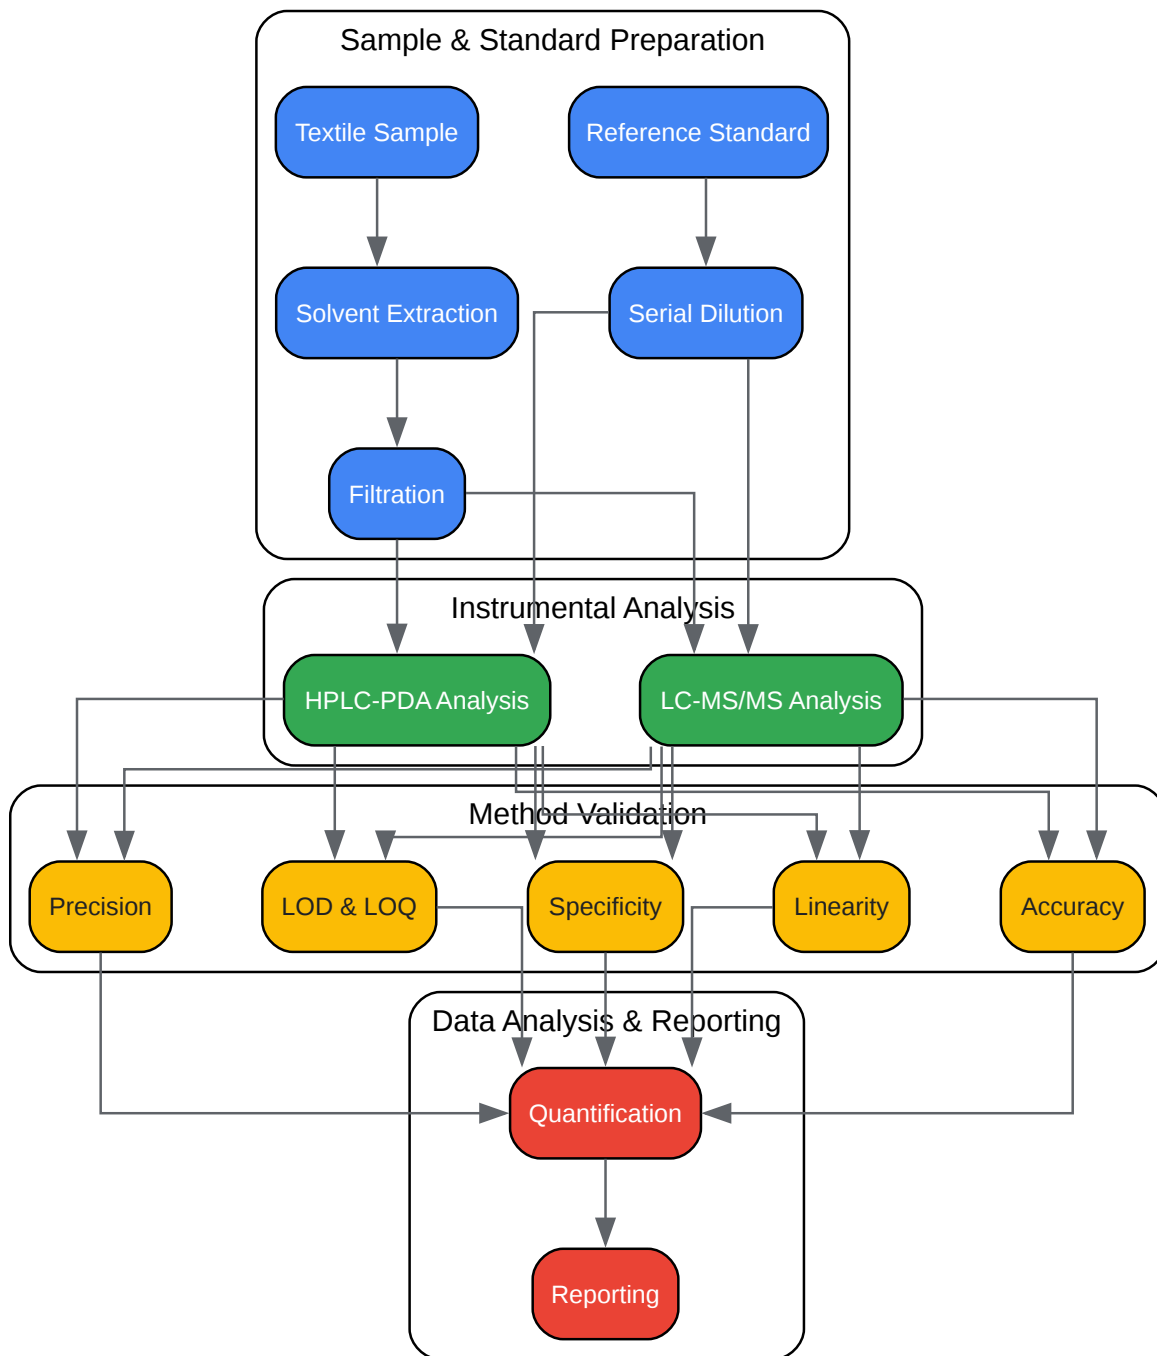 Sample & Standard Preparation
Textile Sample
Reference Standard
Solvent Extraction
Serial Dilution
Filtration
Instrumental Analysis
HPLC-PDA Analysis
LC-MS/MS Analysis
Method Validation
Precision
LOD & LOQ
Specificity
Linearity
Accuracy
Data Analysis & Reporting
Quantification
Reporting